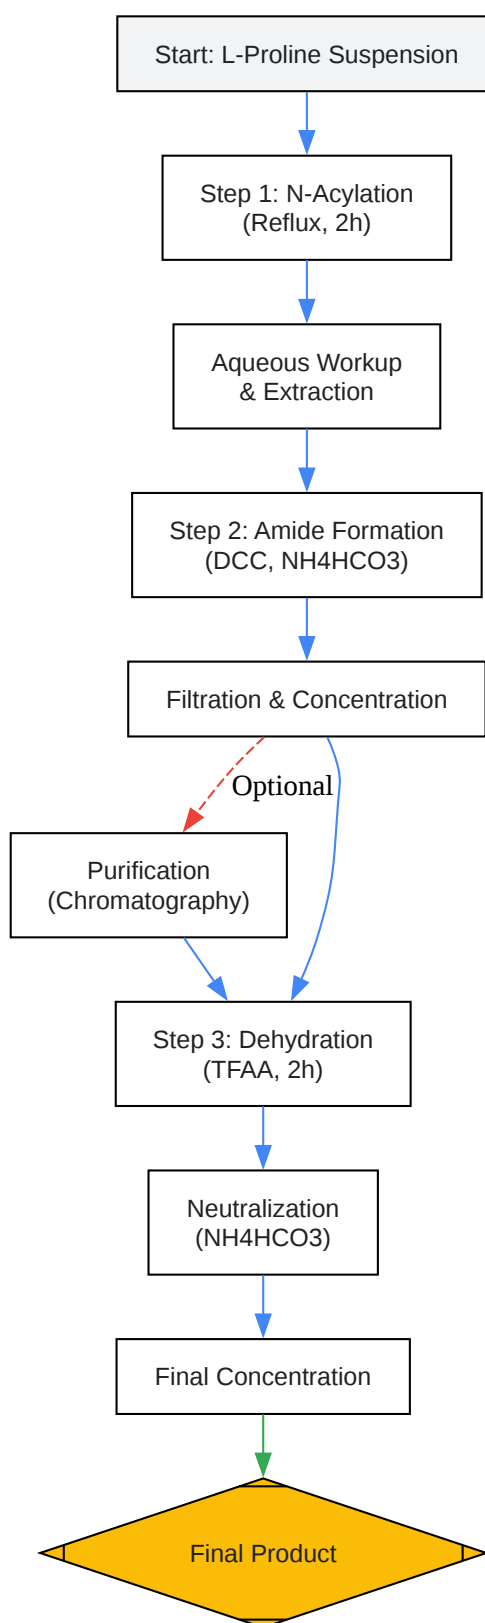 Start: L-Proline Suspension
Step 1: N-Acylation
(Reflux, 2h)
Aqueous Workup
& Extraction
Step 2: Amide Formation
(DCC, NH4HCO3)
Filtration & Concentration
Optional
Purification
(Chromatography)
Step 3: Dehydration
(TFAA, 2h)
Neutralization
(NH4HCO3)
Final Concentration
Final Product